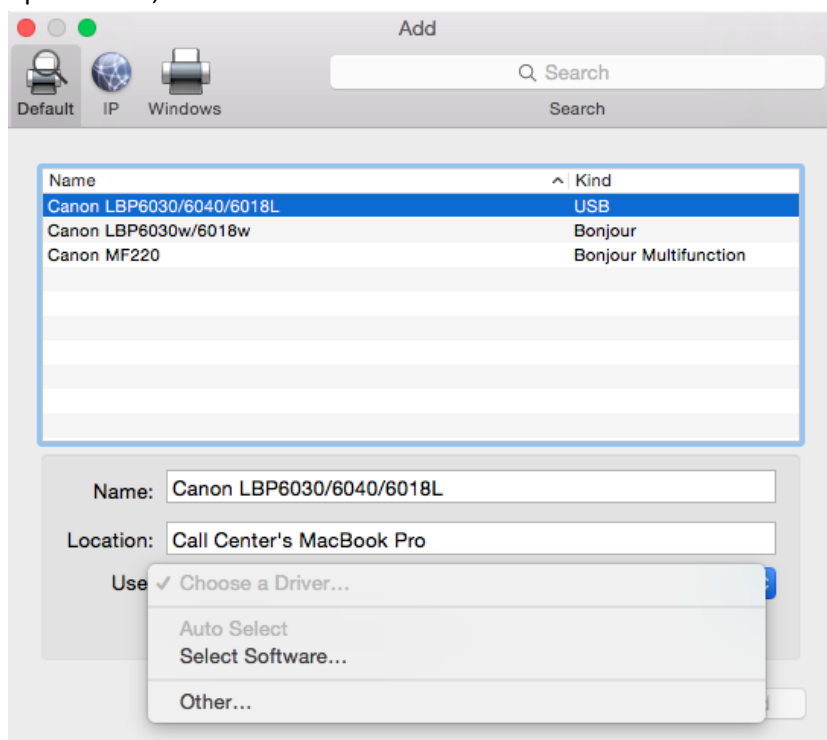 Add
Search
Default IP Windows Search
Name Kind
Canon LBP6030/6040/6018L USB
Canon LBP6030w/6018w Bonjour
Canon MF220 Bonjour Multifunction
Name: Canon LBP6030/6040/6018L
Location: Call Center's MacBook Pro
Use ✓ Choose a Driver...
Auto Select
Select Software...
Other...